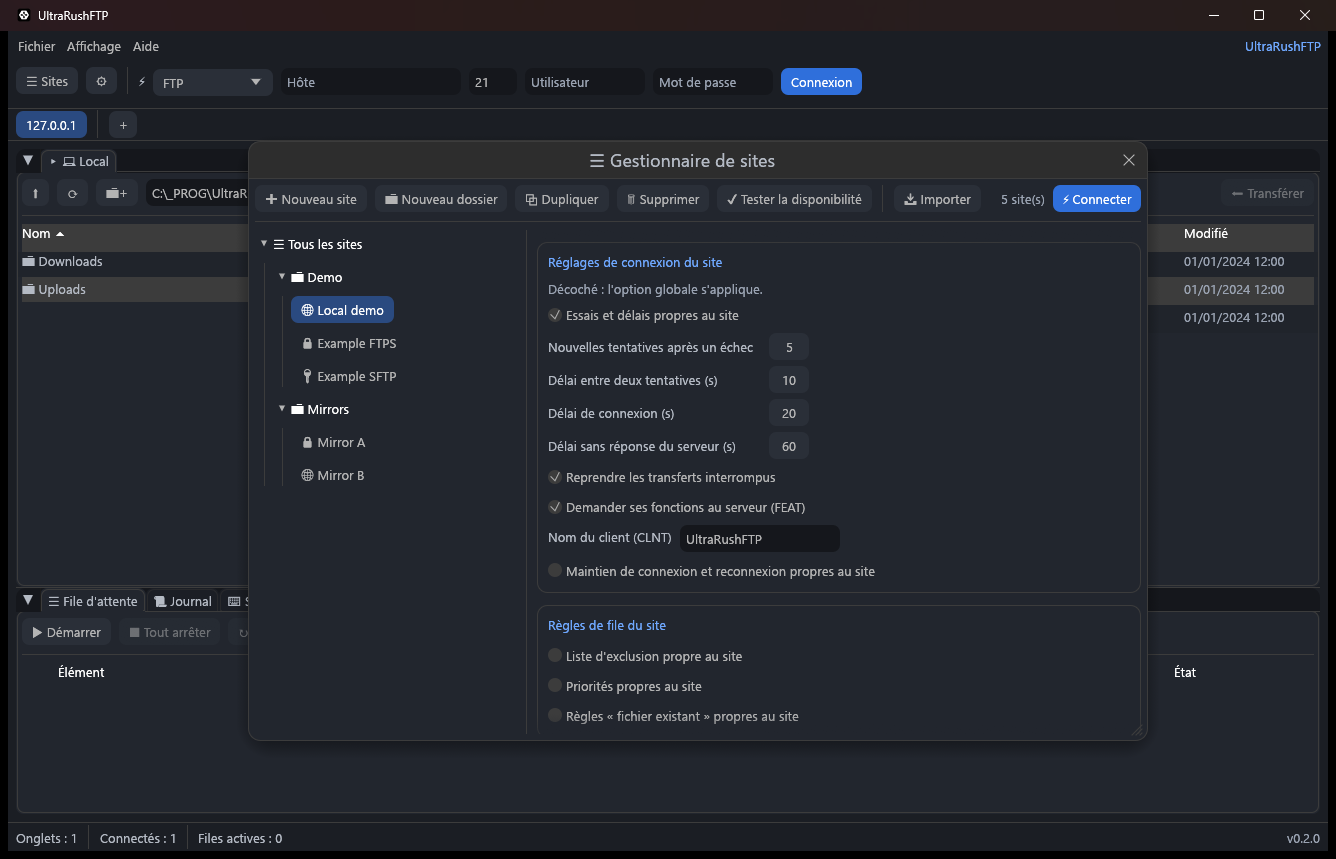 UltraRushFTP
Fichier Affichage Aide UltraRushFTP
Sites FTP Hôte 21 Utilisateur Mot de passe Connexion
127.0.0.1 +
Local
C:\_PROG\UltraR
Transférer
Nom Modifié
Downloads 01/01/2024 12:00
Uploads 01/01/2024 12:00
01/01/2024 12:00
Gestionnaire de sites
Nouveau site Nouveau dossier Dupliquer Supprimer Tester la disponibilité Importer 5 site(s) Connecter
Tous les sites
Demo
Local demo
Example FTPS
Example SFTP
Mirrors
Mirror A
Mirror B
Réglages de connexion du site
Décoché : l'option globale s'applique.
Essais et délais propres au site
Nouvelles tentatives après un échec 5
Délai entre deux tentatives (s) 10
Délai de connexion (s) 20
Délai sans réponse du serveur (s) 60
Reprendre les transferts interrompus
Demander ses fonctions au serveur (FEAT)
Nom du client (CLNT) UltraRushFTP
Maintien de connexion et reconnexion propres au site
Règles de file du site
Liste d'exclusion propre au site
Priorités propres au site
Règles « fichier existant » propres au site
File d'attente Journal
Démarrer Tout arrêter
Élément État
Onglets : 1 Connectés : 1 Files actives : 0 v0.2.0